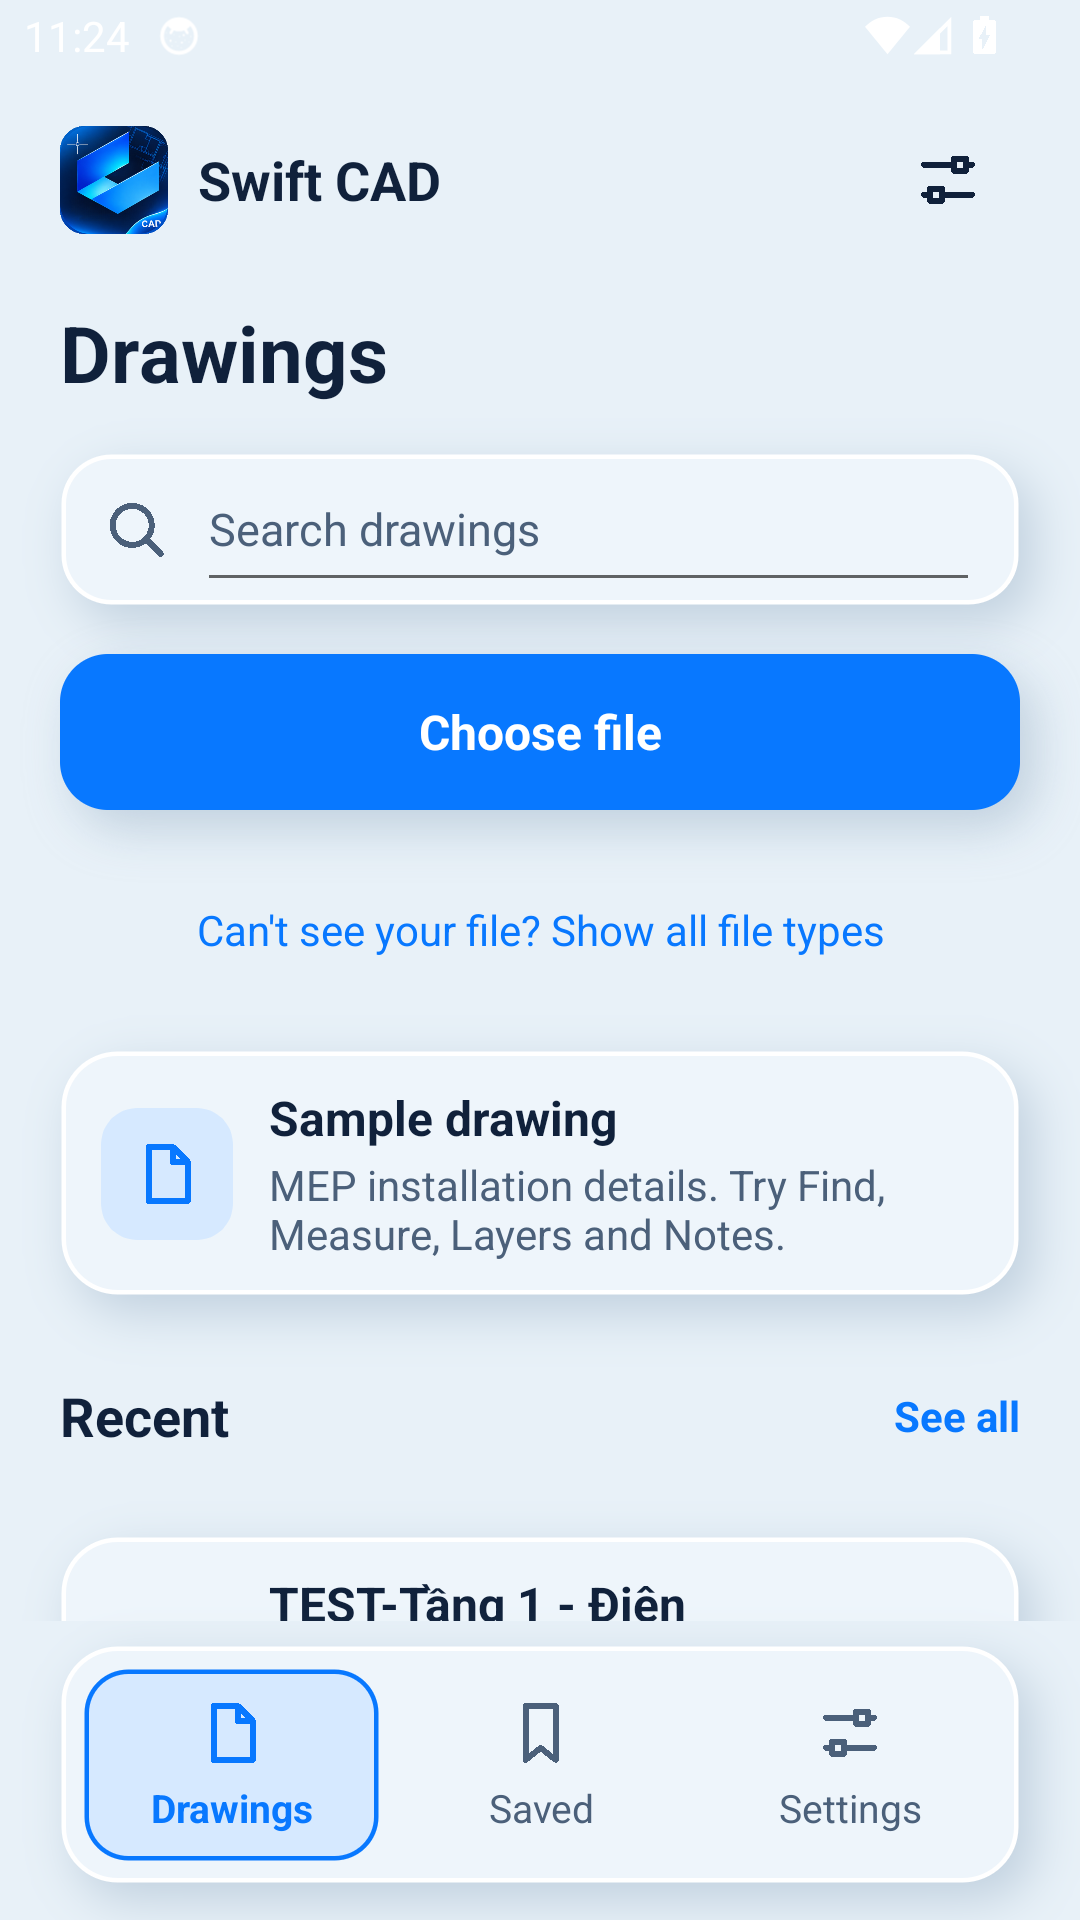 11:24
CAD
Swift CAD
Drawings
Search drawings
Choose file
Can't see your file? Show all file types
Sample drawing
MEP installation details. Try Find,
Measure, Layers and Notes.
Recent
See all
TEST-Tầng 1 - Điện
Drawings
Saved
Settings